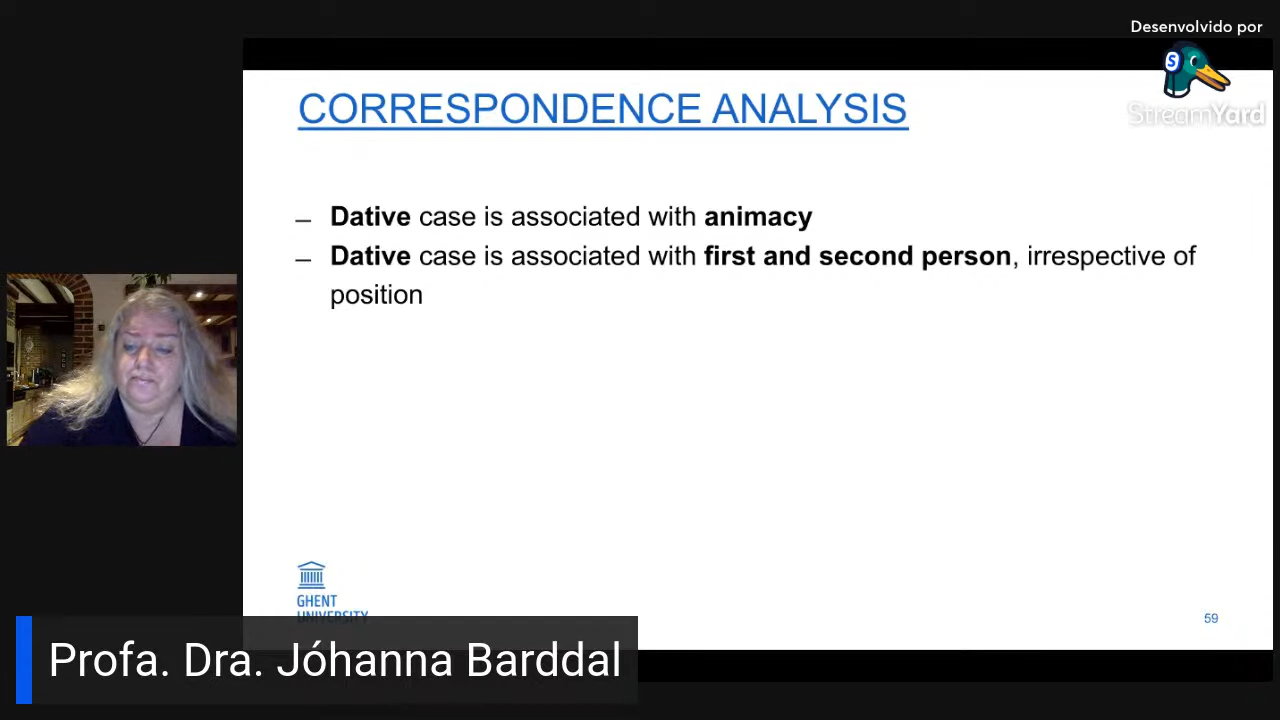 Desenvolvido por
S
StreamYard
CORRESPONDENCE ANALYSIS
– Dative case is associated with animacy
– Dative case is associated with first and second person, irrespective of
position
GHENT
UNIVERSITY
59
Profa. Dra. Jóhanna Barddal